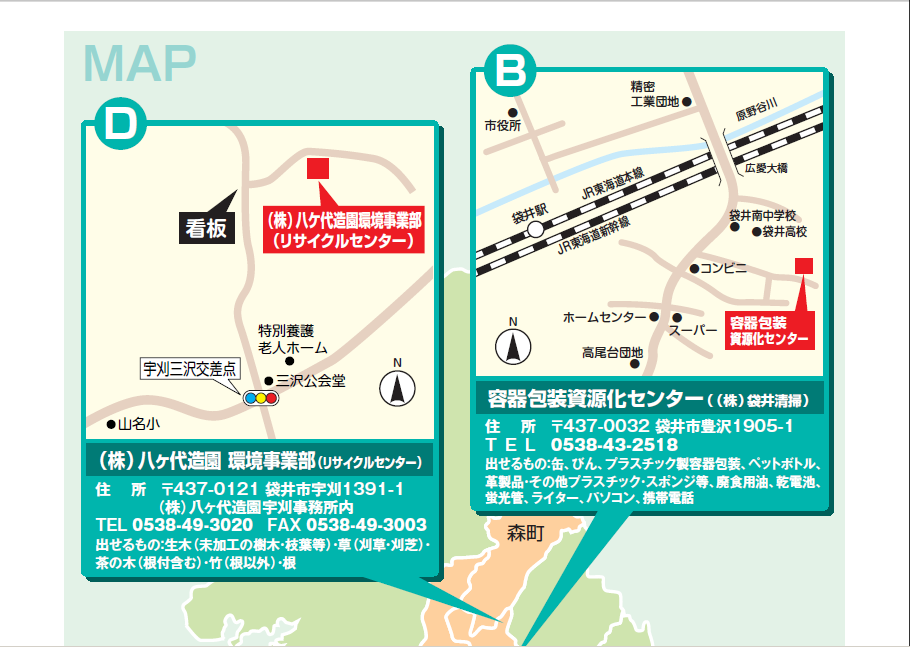 MAP
D
看板
(株)八ヶ代造園環境事業部
(リサイクルセンター)
特別養護
老人ホーム
宇刈三沢交差点
三沢公会堂
N
山名小
(株)八ヶ代造園 環境事業部(リサイクルセンター)
住 所 〒437-0121 袋井市宇刈1391-1
(株)八ヶ代造園宇刈事務所内
TEL 0538-49-3020 FAX 0538-49-3003
出せるもの:生木(未加工の樹木・枝葉等)・草(刈草・刈芝)・
茶の木(根付含む)・竹(根以外)・根
B
精密
工業団地
市役所
原野谷川
広愛大橋
JR東海道本線
袋井駅
JR東海道新幹線
袋井南中学校
袋井高校
コンビニ
ホームセンター
スーパー
容器包装
資源化センター
N
高尾台団地
容器包装資源化センター((株)袋井清掃)
住 所 〒437-0032 袋井市豊沢1905-1
TEL 0538-43-2518
出せるもの:缶、びん、プラスチック製容器包装、ペットボトル、
革製品・その他プラスチック・スポンジ等、廃食用油、乾電池、
蛍光管、ライター、パソコン、携帯電話
森町